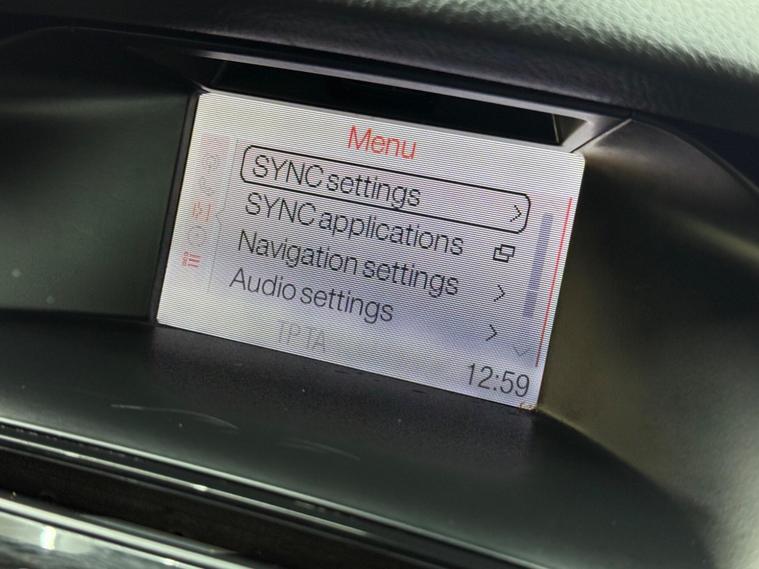 Menu
SYNC settings
SYNC applications
Navigation settings
Audio settings
TP TA
12:59